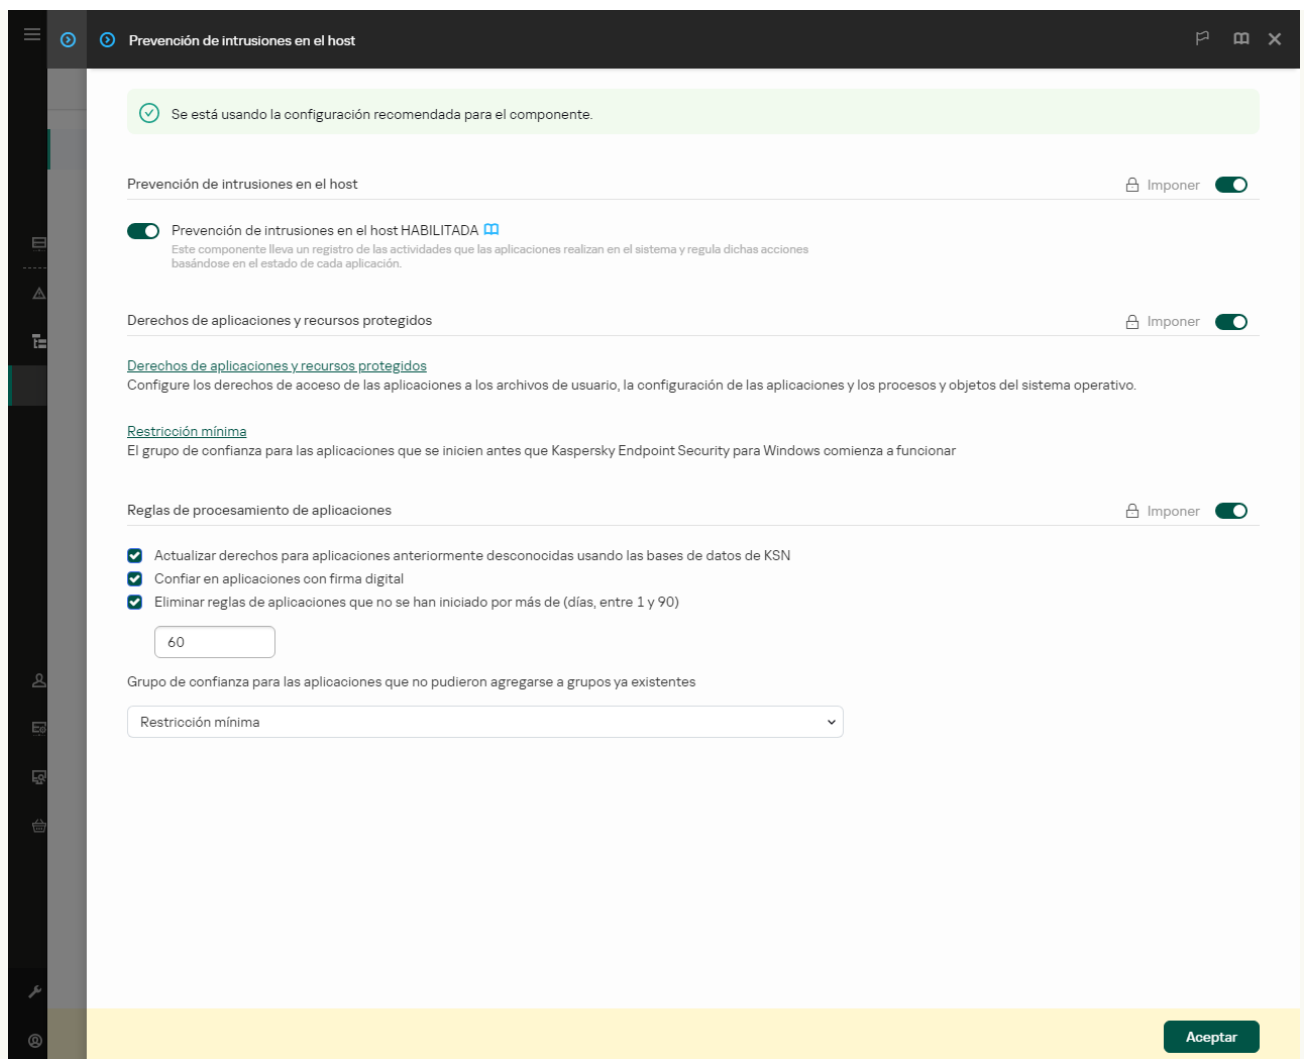 Prevención de intrusiones en el host
Se está usando la configuración recomendada para el componente.
Prevención de intrusiones en el host
Imponer
Prevención de intrusiones en el host HABILITADA
Este componente lleva un registro de las actividades que las aplicaciones realizan en el sistema y regula dichas acciones
basándose en el estado de cada aplicación.
Derechos de aplicaciones y recursos protegidos
Imponer
Derechos de aplicaciones y recursos protegidos
Configure los derechos de acceso de las aplicaciones a los archivos de usuario, la configuración de las aplicaciones y los procesos y objetos del sistema operativo.
Restricción mínima
El grupo de confianza para las aplicaciones que se inicien antes que Kaspersky Endpoint Security para Windows comienza a funcionar
Reglas de procesamiento de aplicaciones
Imponer
Actualizar derechos para aplicaciones anteriormente desconocidas usando las bases de datos de KSN
Confiar en aplicaciones con firma digital
Eliminar reglas de aplicaciones que no se han iniciado por más de (días, entre 1 y 90)
60
Grupo de confianza para las aplicaciones que no pudieron agregarse a grupos ya existentes
Restricción mínima
Aceptar